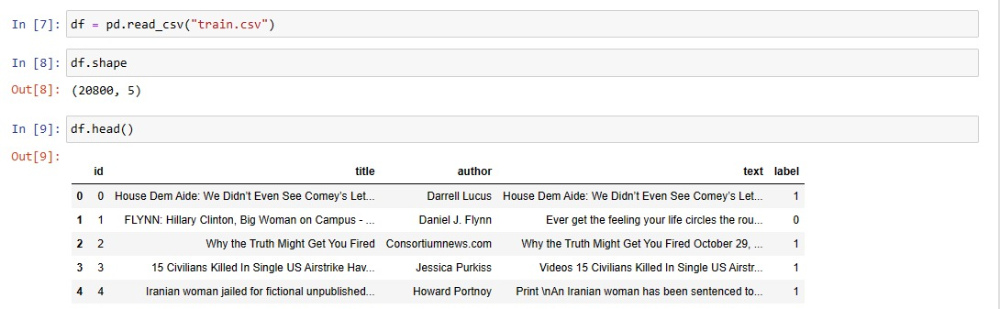 In [7]: df = pd.read_csv("train.csv")
In [8]: df.shape
Out[8]: (20800, 5)
In [9]: df.head()
Out[9]:
id title author text label
0 0 House Dem Aide: We Didn’t Even See Comey’s Let... Darrell Lucus House Dem Aide: We Didn’t Even See Comey’s Let... 1
1 1 FLYNN: Hillary Clinton, Big Woman on Campus - ... Daniel J. Flynn Ever get the feeling your life circles the rou... 0
2 2 Why the Truth Might Get You Fired Consortiumnews.com Why the Truth Might Get You Fired October 29, ... 1
3 3 15 Civilians Killed In Single US Airstrike Hav... Jessica Purkiss Videos 15 Civilians Killed In Single US Airstr... 1
4 4 Iranian woman jailed for fictional unpublished... Howard Portnoy Print \nAn Iranian woman has been sentenced to... 1